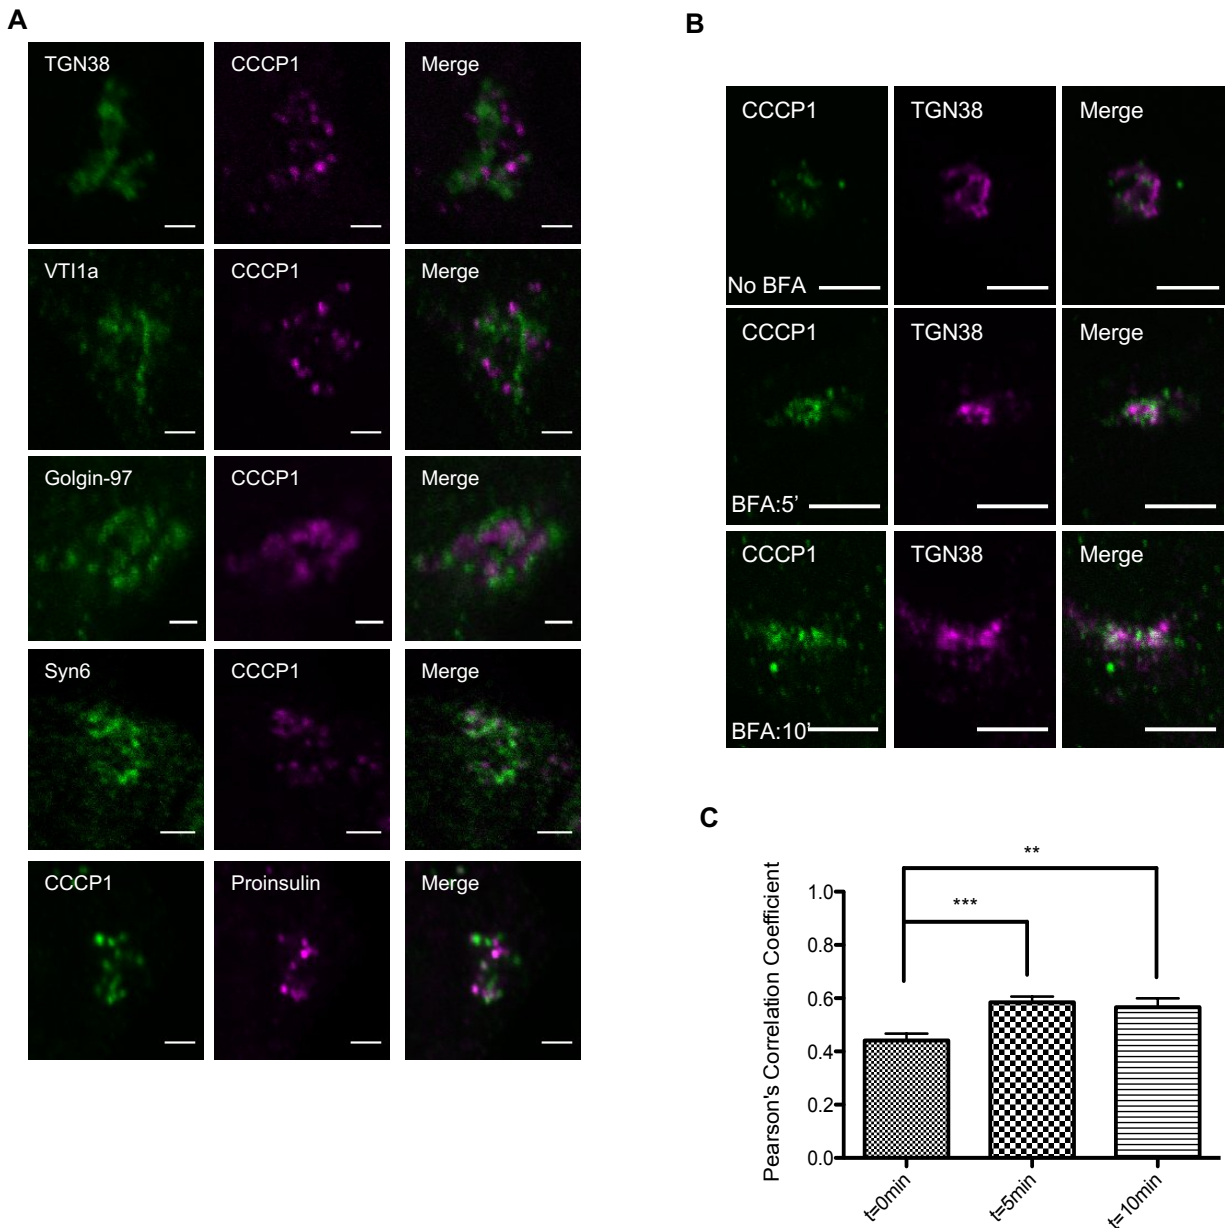 A
TGN38 CCCP1 Merge
VTI1a CCCP1 Merge
Golgin-97 CCCP1 Merge
Syn6 CCCP1 Merge
CCCP1 Proinsulin Merge
B
CCCP1 TGN38 Merge
No BFA
CCCP1 TGN38 Merge
BFA:5'
CCCP1 TGN38 Merge
BFA:10'
C
**
***
Pearson's Correlation Coefficient
1.0
0.8
0.6
0.4
0.2
0.0
t=0min
t=5min
t=10min